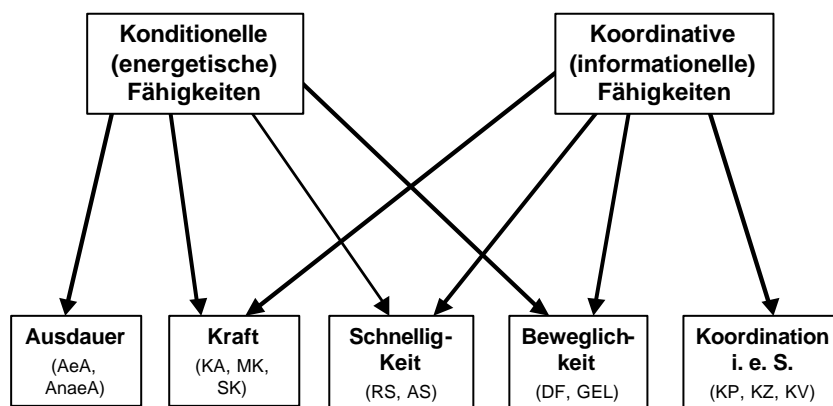 Konditionelle
(energetische)
Fähigkeiten
Koordinative
(informationelle)
Fähigkeiten
Ausdauer
(AeA,
AnaeA)
Kraft
(KA, MK,
SK)
Schnellig-
Keit
(RS, AS)
Beweglich-
keit
(DF, GEL)
Koordination
i. e. S.
(KP, KZ, KV)